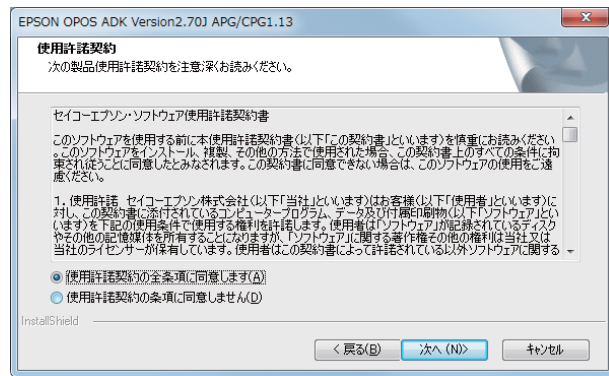 EPSON OPOS ADK Version2.70J APG/CPG1.13
使用許諾契約
次の製品使用許諾契約を注意深くお読みください。
セイコーエプソン・ソフトウェア使用許諾契約書
このソフトウェアを使用する前に本使用許諾契約書(以下「この契約書」といいます)を慎重にお読みください
。このソフトウェアをインストール、複製、その他の方法で使用された場合、この契約書上のすべての条件に拘
束され従うことに同意したとみなされます。この契約書に同意できない場合は、このソフトウェアの使用をご遠
慮ください。
1. 使用許諾 セイコーエプソン株式会社(以下「当社」といいます)はお客様(以下「使用者」といいます)に
対し、この契約書に添付されているコンピュータープログラム、データ及び付属印刷物(以下「ソフトウェア」とい
います)を下記の使用条件で使用する権利を許諾します。使用者は「ソフトウェア」が記録されているディスク
やその他の記憶媒体を所有することになりますが、「ソフトウェア」に関する著作権その他の権利は当社又は
当社のライセンサーが保有しています。使用者はこの契約書によって許諾されている以外ソフトウェアに関する
使用許諾契約の全条項に同意します(A)
使用許諾契約の条項に同意しません(D)
InstallShield
< 戻る(B) 次へ (N)> キャンセル